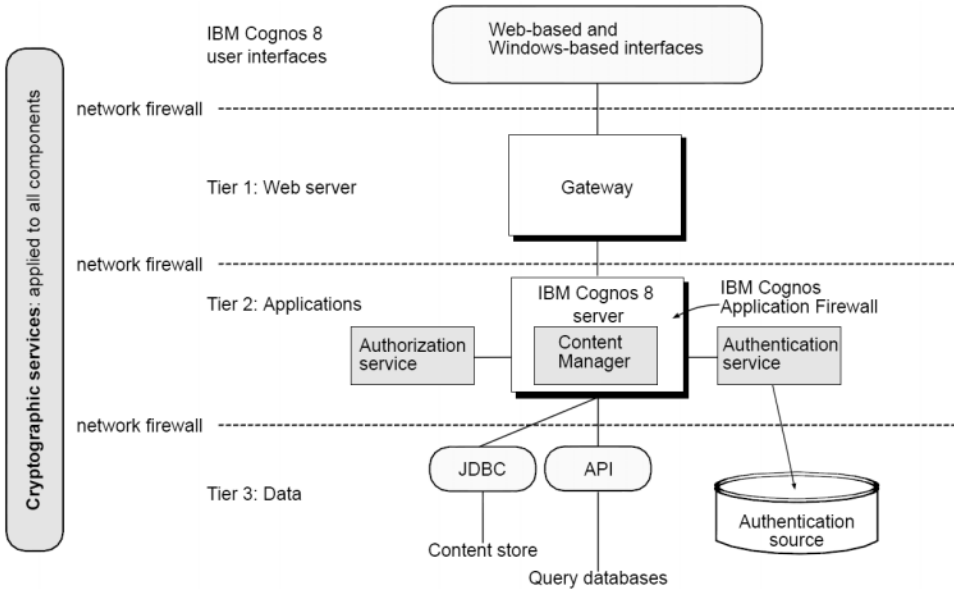 IBM Cognos 8
user interfaces
Web-based and
Windows-based interfaces
network firewall
Tier 1: Web server
Gateway
network firewall
Tier 2: Applications
IBM Cognos 8
server
IBM Cognos
Application Firewall
Authorization
service
Content
Manager
Authentication
service
network firewall
JDBC
API
Tier 3: Data
Authentication
source
Content store
Query databases
Cryptographic services: applied to all components